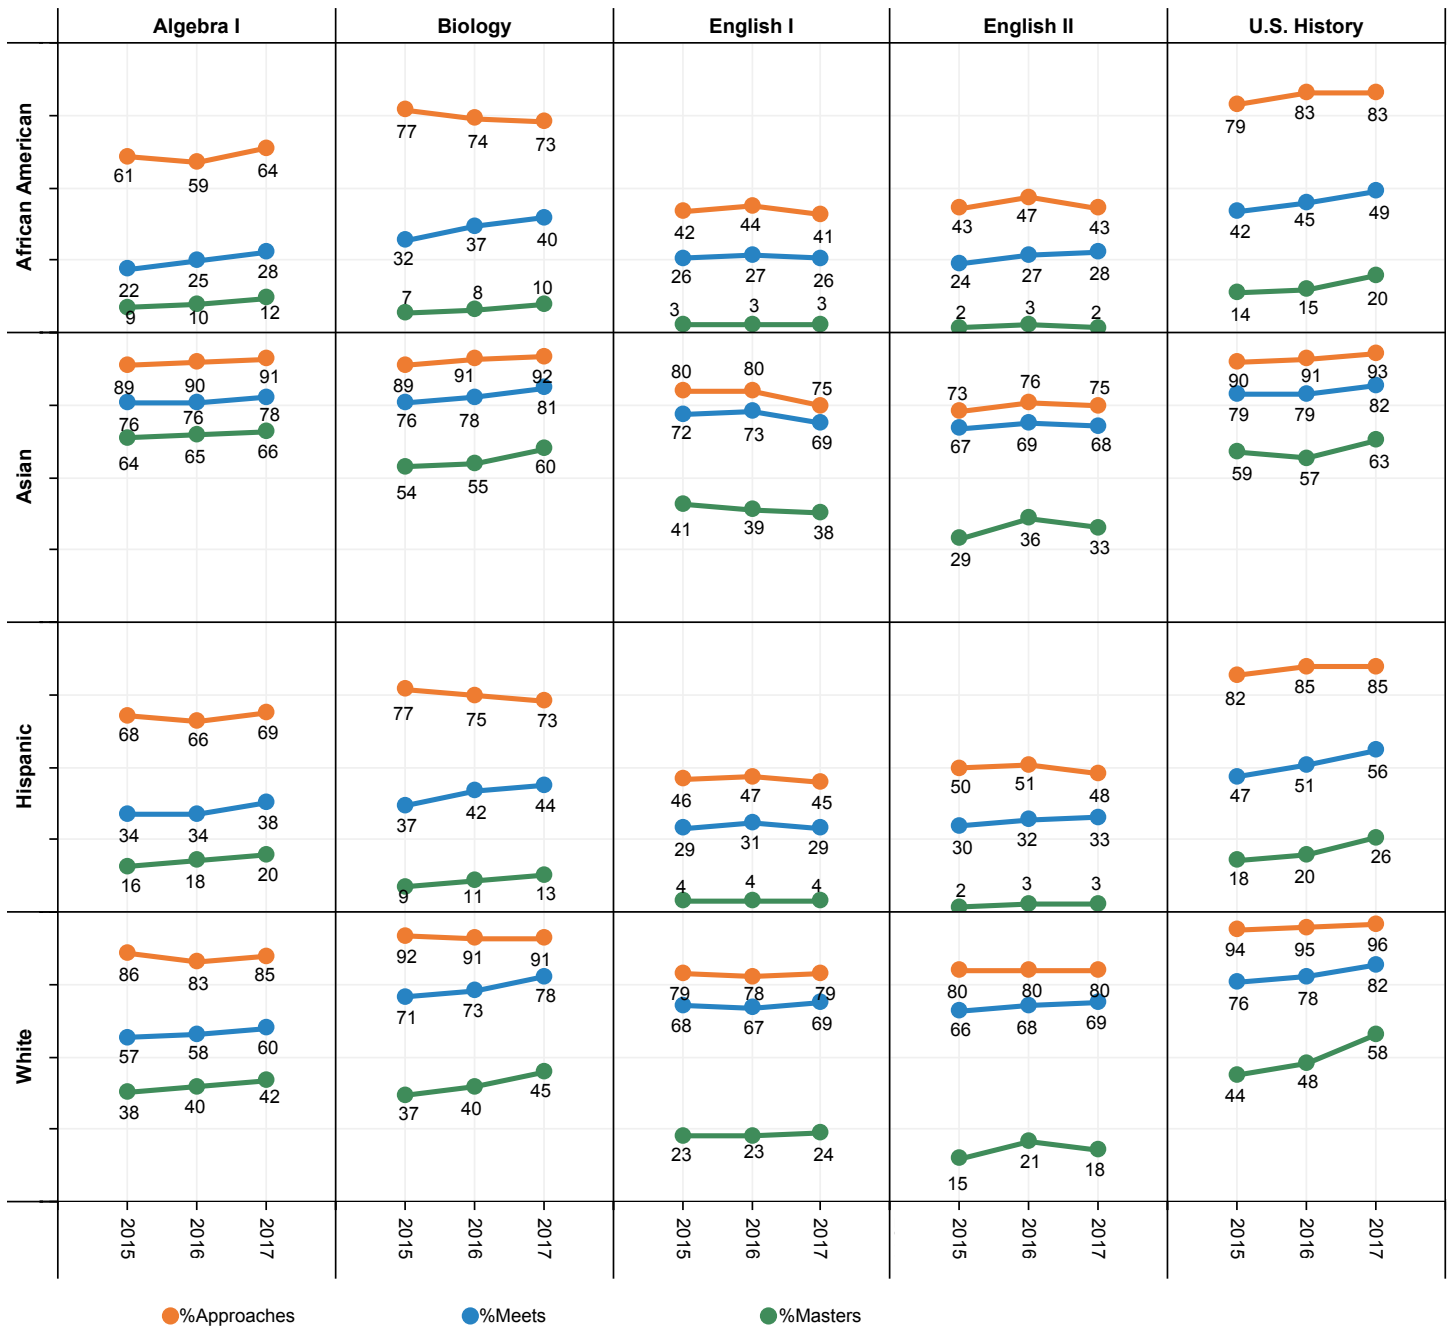 Algebra I Biology English I English II U.S. History
African American
61 59 64
22 25 28
9 10 12
77 74 73
32 37 40
7 8 10
42 44 41
26 27 26
3 3 3
43 47 43
24 27 28
2 3 2
79 83 83
42 45 49
14 15 20
Asian
89 90 91
76 76 78
64 65 66
89 91 92
76 78 81
54 55 60
80 80 75
72 73 69
41 39 38
73 76 75
67 69 68
29 36 33
90 91 93
79 79 82
59 57 63
Hispanic
68 66 69
34 34 38
16 18 20
77 75 73
37 42 44
9 11 13
46 47 45
29 31 29
4 4 4
50 51 48
30 32 33
2 3 3
82 85 85
47 51 56
18 20 26
White
86 83 85
57 58 60
38 40 42
92 91 91
71 73 78
37 40 45
79 78 79
68 67 69
23 23 24
80 80 80
66 68 69
15 21 18
94 95 96
76 78 82
44 48 58
2015 2016 2017 2015 2016 2017 2015 2016 2017 2015 2016 2017 2015 2016 2017
%Approaches %Meets %Masters